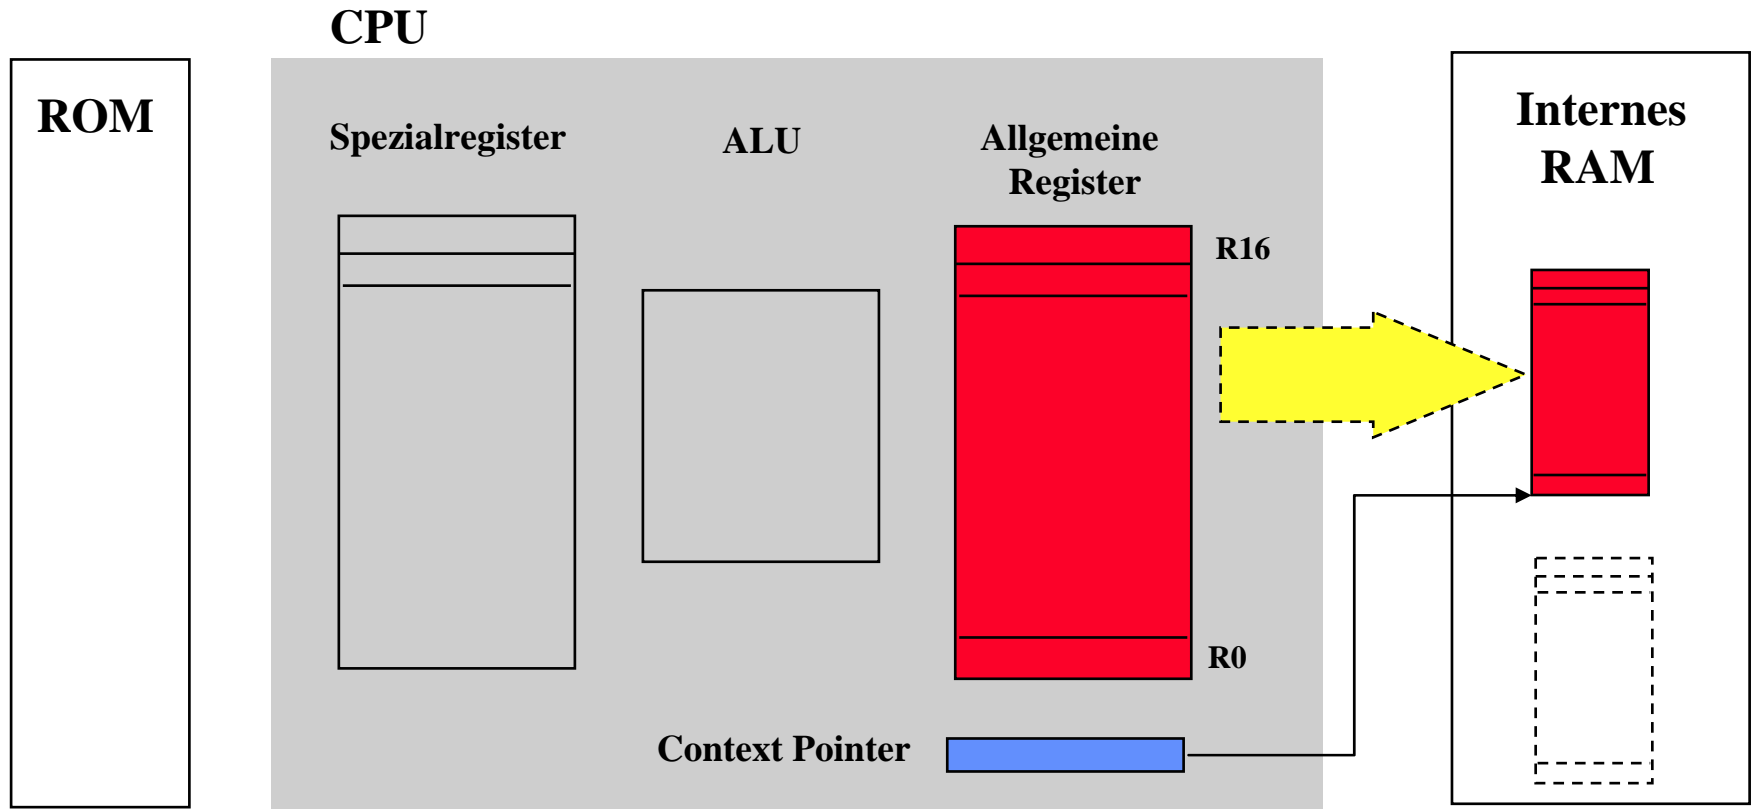 CPU
ROM
Spezialregister
ALU
Allgemeine
Register
R16
R0
Context Pointer
Internes
RAM